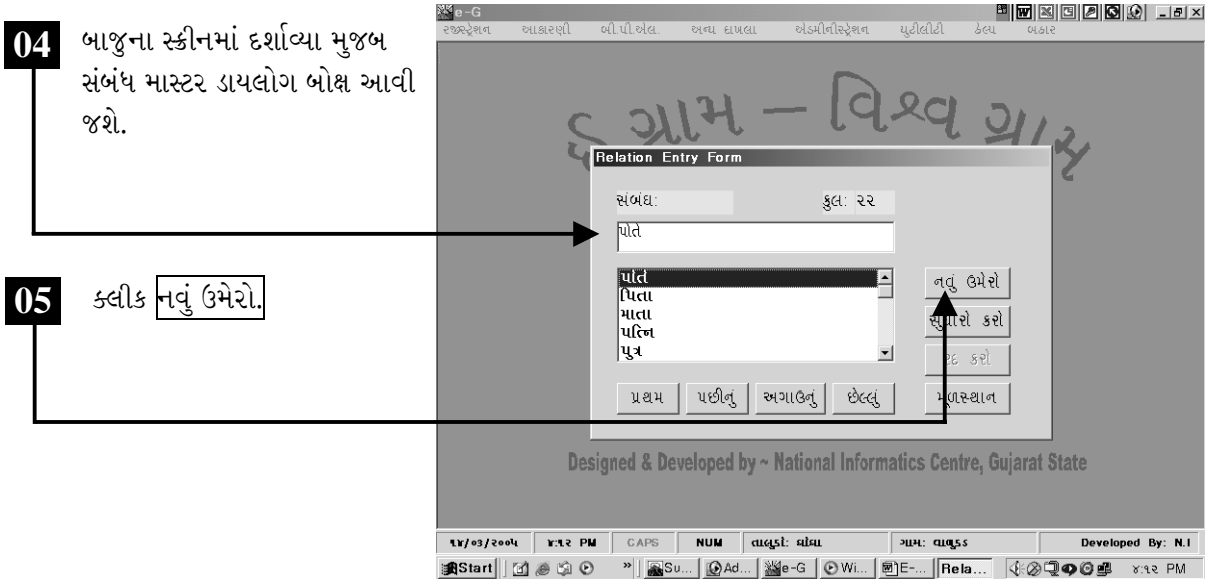 04 બાજુના સ્ક્રીનમાં દર્શાવ્યા મુજબ
સંબંધ માસ્ટર ડાયલોગ બોક્ષ આવી
જશે.
05 ક્લીક નવું ઉમેરો.
e-G
રજીસ્ટ્રેશન આકારણી બી.પી.એલ. અન્ય દાખલા એડમીનીસ્ટ્રેશન યુટીલીટી હેલ્પ બહાર
ઈ ગ્રામ – વિશ્વ ગ્રામ
Relation Entry Form
સંબંધ: કુલ: ૨૨
પોતે
પોતે
પિતા
માતા
પત્નિ
પુત્ર
નવું ઉમેરો
સુધારો કરો
રદ કરો
મૂળસ્થાન
પ્રથમ પછીનું અગાઉનું છેલ્લું
Designed & Developed by ~ National Informatics Centre, Gujarat State
૧૪/૦૩/૨૦૦૫ ૪:૧૨ PM CAPS NUM તાલુકો: ઘોઘા ગામ: વાળુકડ Developed By: N.I
Start » Su... Ad... e-G Wi... E-... Rela... ૪:૧૨ PM